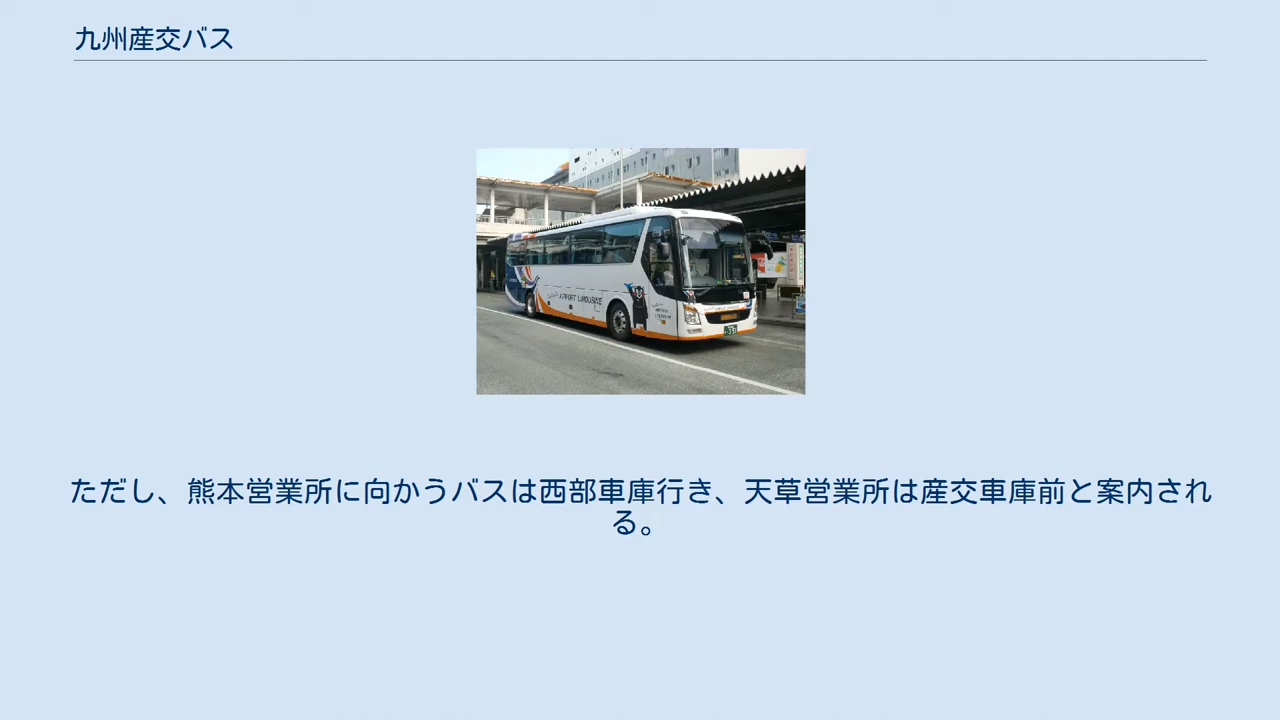 九州産交バス
AIRPORT LIMOUSINE
ただし、熊本営業所に向かうバスは西部車庫行き、天草営業所は産交車庫前と案内され
る。